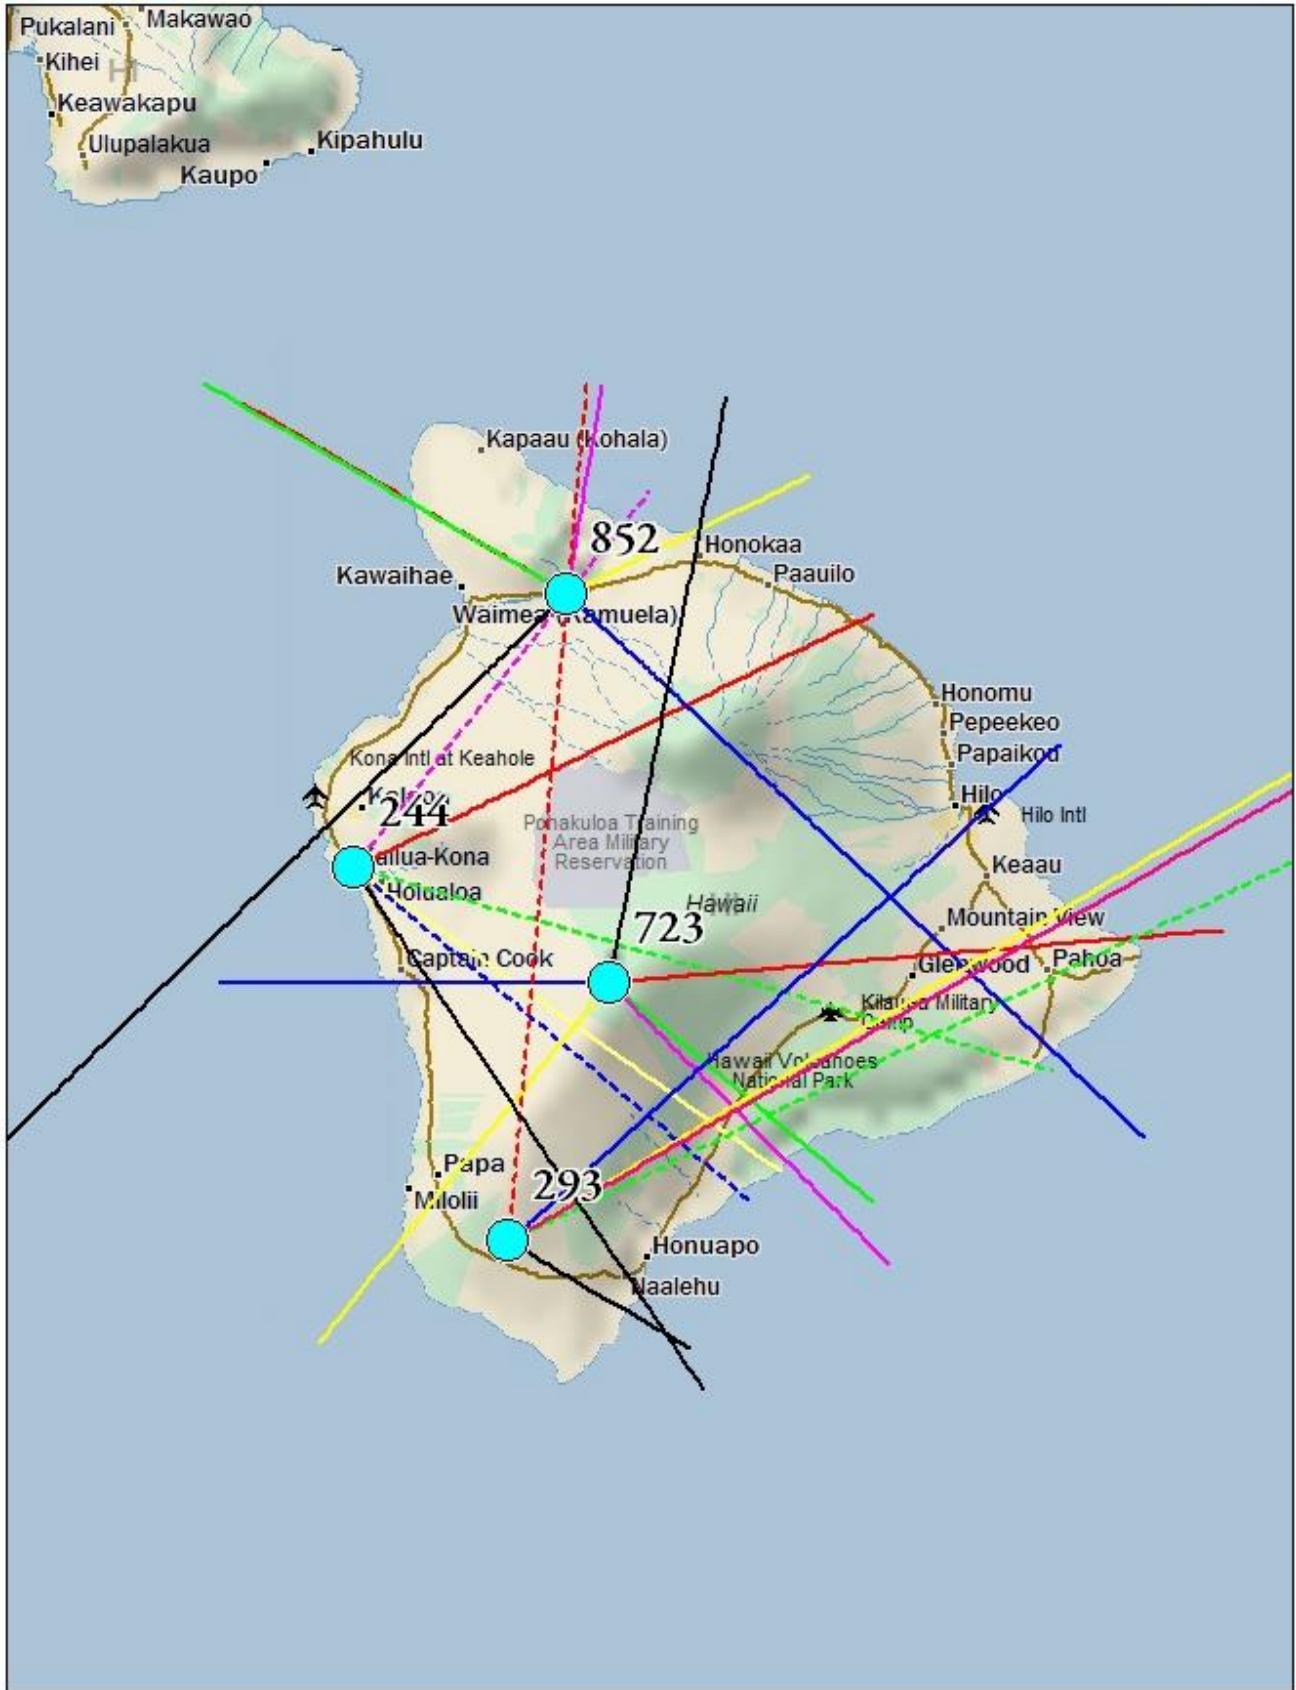 Pukalani
Makawao
Kihei
HI
Keawakapu
Ulupalakua
Kipahulu
Kaupo
Kapaau (Kohala)
852
Honokaa
Kawaihae
Paauilo
Waimea (Kamuela)
Honomu
Pepeekeo
Papaikou
Kona Intl at Keahole
Hilo
244
Hilo Intl
Pohakuloa Training
Area Military
Reservation
ailua-Kona
Keaau
Holualoa
Hawaii
723
Mountain View
Captain Cook
Glenwood
Pahoa
Kilauea Military
Camp
Hawaii Volcanoes
National Park
Papa
293
Milolii
Honuapo
Naalehu